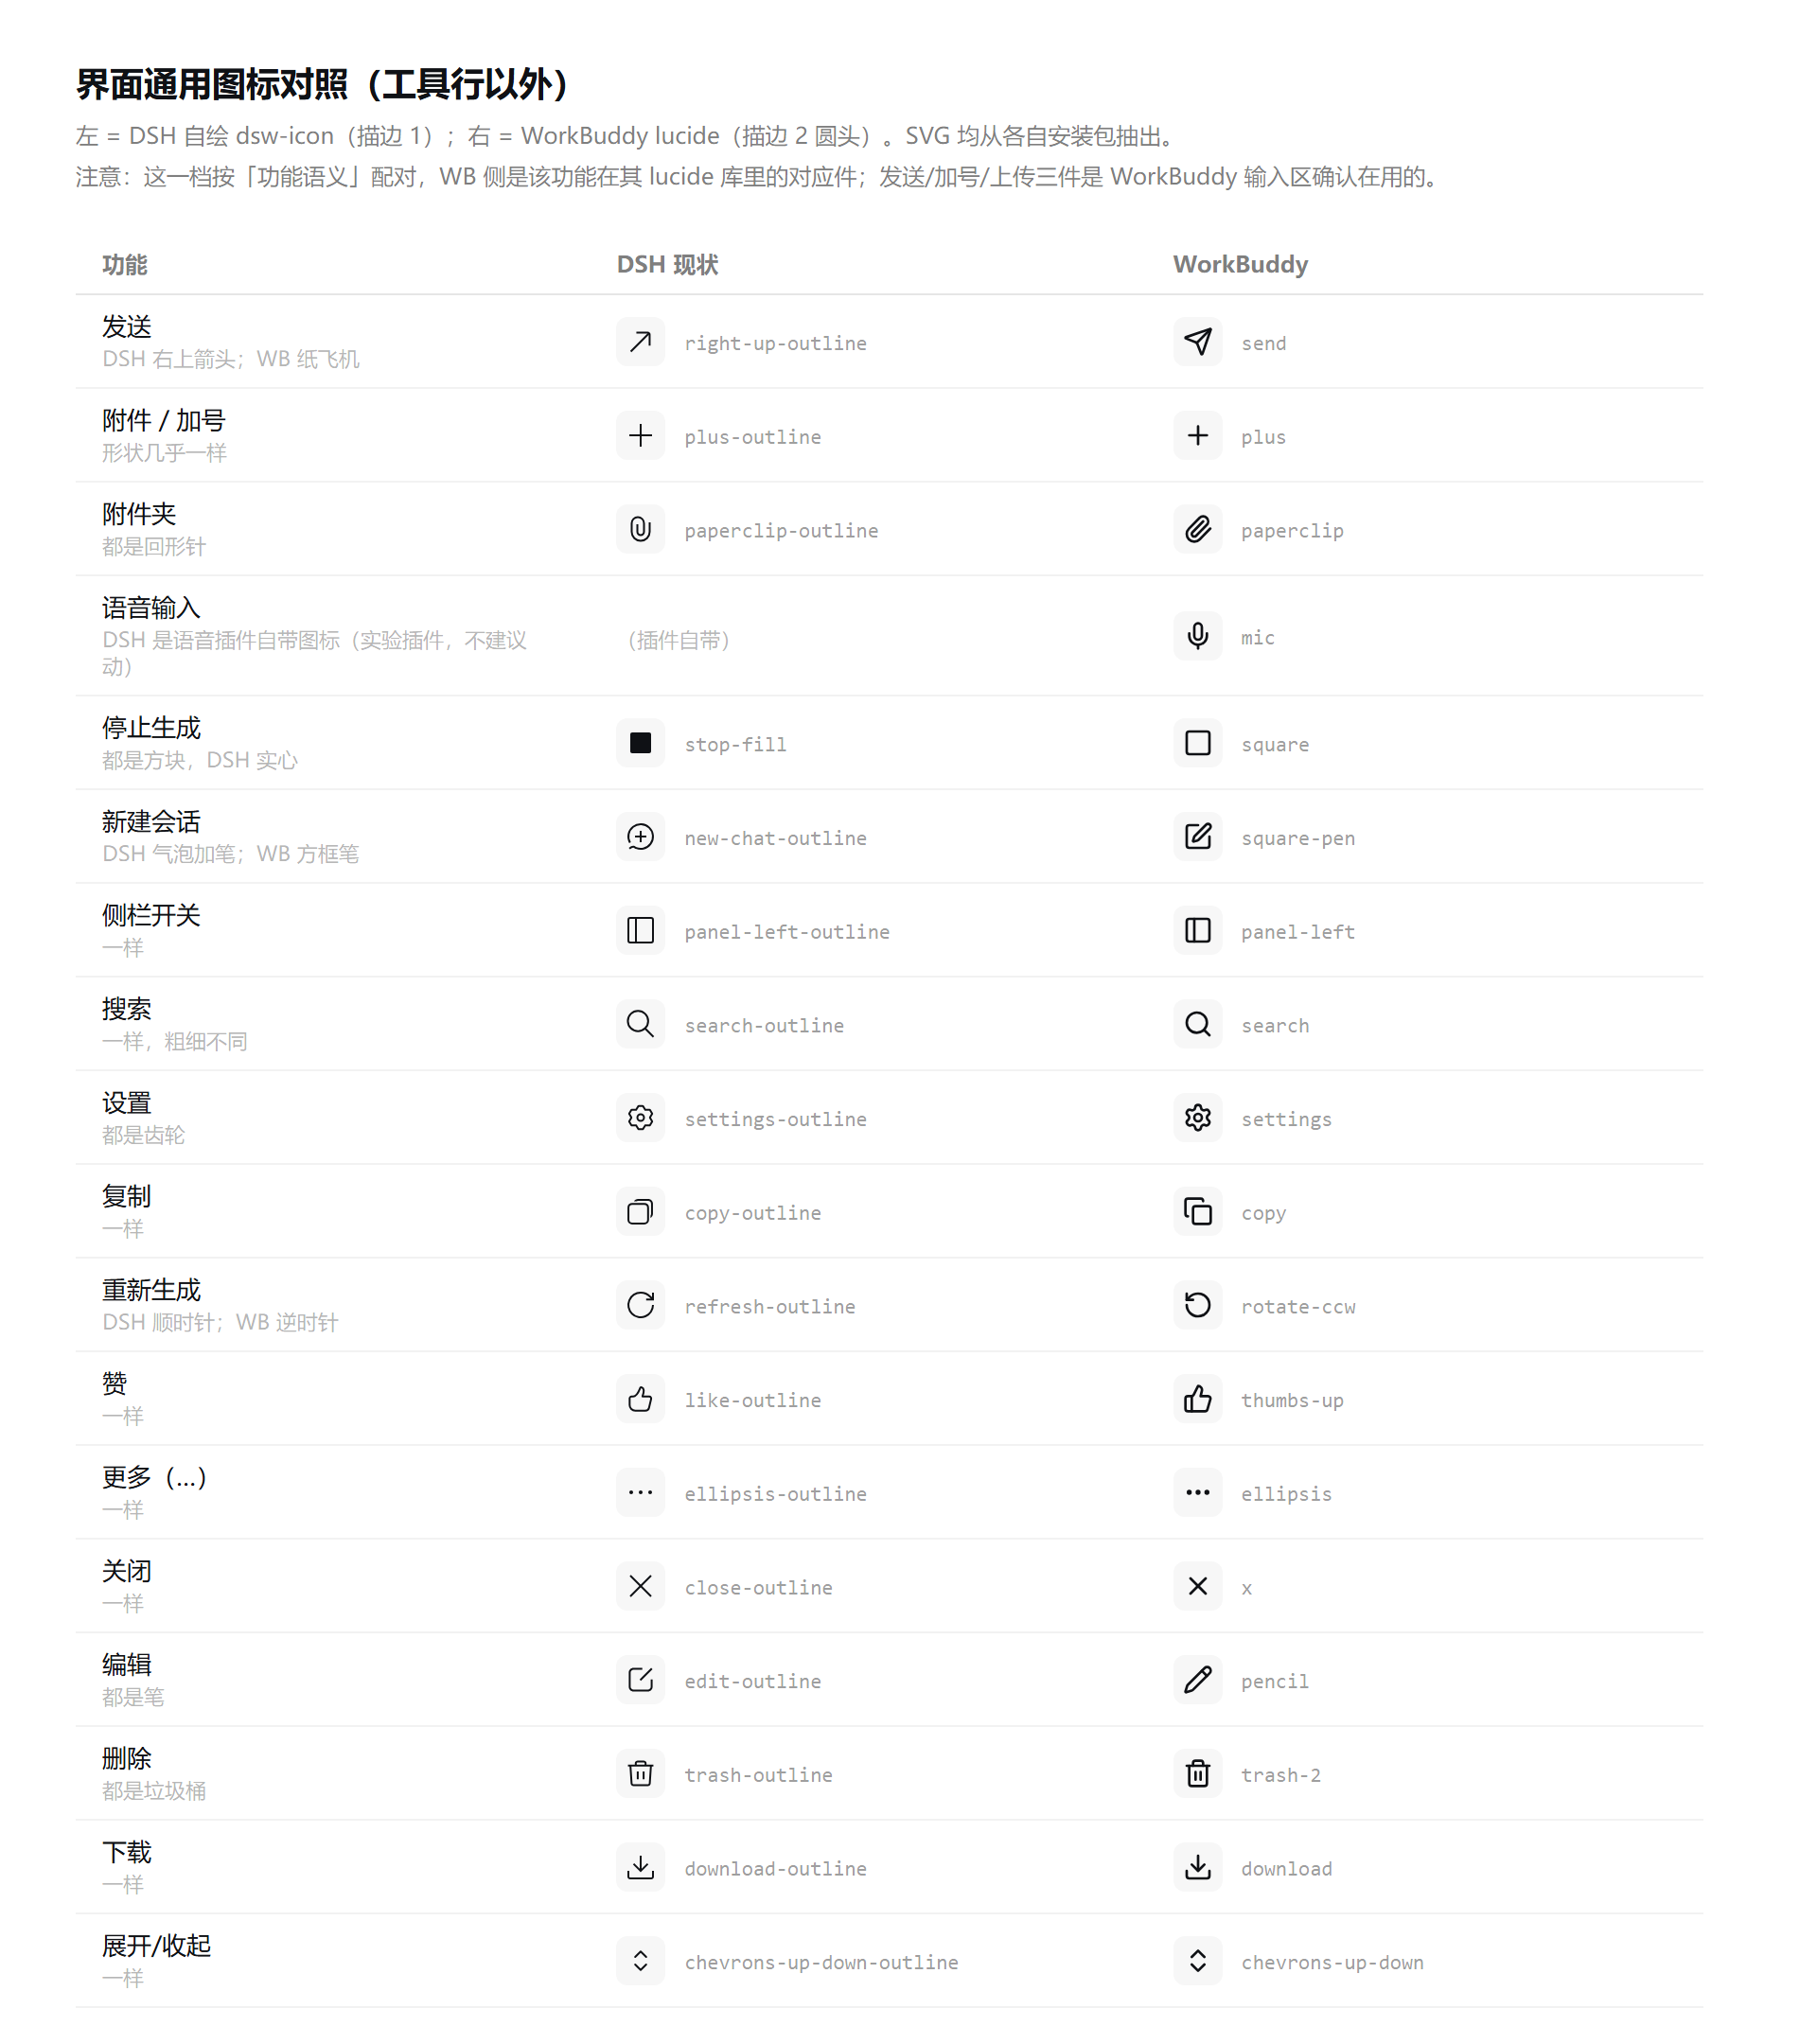 界面通用图标对照（工具行以外）
左 = DSH 自绘 dsw-icon（描边 1）；右 = WorkBuddy lucide（描边 2 圆头）。SVG 均从各自安装包抽出。
注意：这一档按「功能语义」配对，WB 侧是该功能在其 lucide 库里的对应件；发送/加号/上传三件是 WorkBuddy 输入区确认在用的。
功能 DSH 现状 WorkBuddy
发送
DSH 右上箭头；WB 纸飞机
right-up-outline send
附件 / 加号
形状几乎一样
plus-outline plus
附件夹
都是回形针
paperclip-outline paperclip
语音输入
DSH 是语音插件自带图标（实验插件，不建议
动）
（插件自带） mic
停止生成
都是方块，DSH 实心
stop-fill square
新建会话
DSH 气泡加笔；WB 方框笔
new-chat-outline square-pen
侧栏开关
一样
panel-left-outline panel-left
搜索
一样，粗细不同
search-outline search
设置
都是齿轮
settings-outline settings
复制
一样
copy-outline copy
重新生成
DSH 顺时针；WB 逆时针
refresh-outline rotate-ccw
赞
一样
like-outline thumbs-up
更多（…）
一样
ellipsis-outline ellipsis
关闭
一样
close-outline x
编辑
都是笔
edit-outline pencil
删除
都是垃圾桶
trash-outline trash-2
下载
一样
download-outline download
展开/收起
一样
chevrons-up-down-outline chevrons-up-down